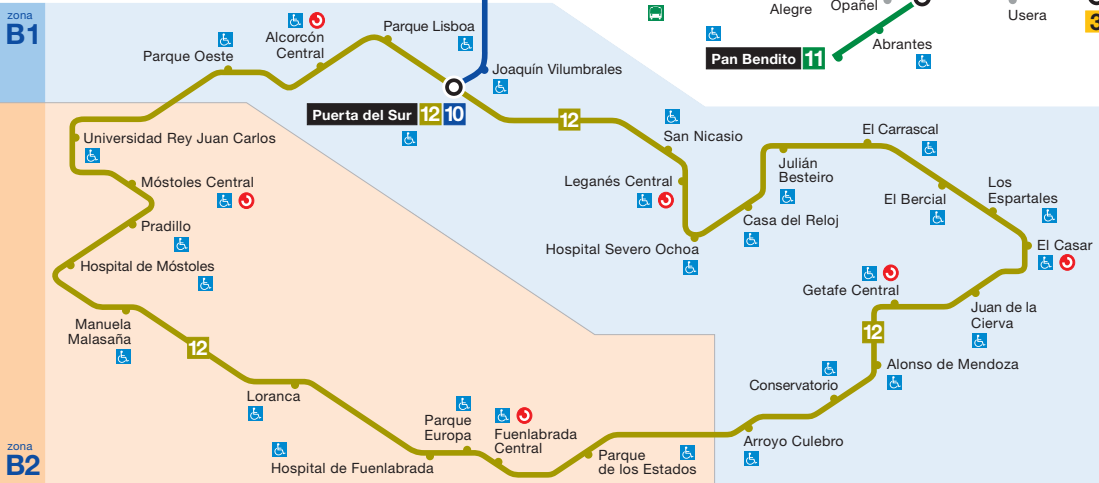 zona
B1
Parque Lisboa
Alcorcón
Central
Parque Oeste
Joaquín Vilumbrales
Puerta del Sur 12 10
Alegre
Opañel
Usera
3
Abrantes
Pan Bendito 11
12
San Nicasio
Leganés Central
Hospital Severo Ochoa
Casa del Reloj
Julián
Besteiro
El Carrascal
El Bercial
Los
Espartales
El Casar
Juan de la
Cierva
Getafe Central
12
Alonso de Mendoza
Conservatorio
Arroyo Culebro
Universidad Rey Juan Carlos
Móstoles Central
Pradillo
Hospital de Móstoles
Manuela
Malasaña
12
Loranca
Hospital de Fuenlabrada
Parque
Europa
Fuenlabrada
Central
Parque
de los Estados
zona
B2